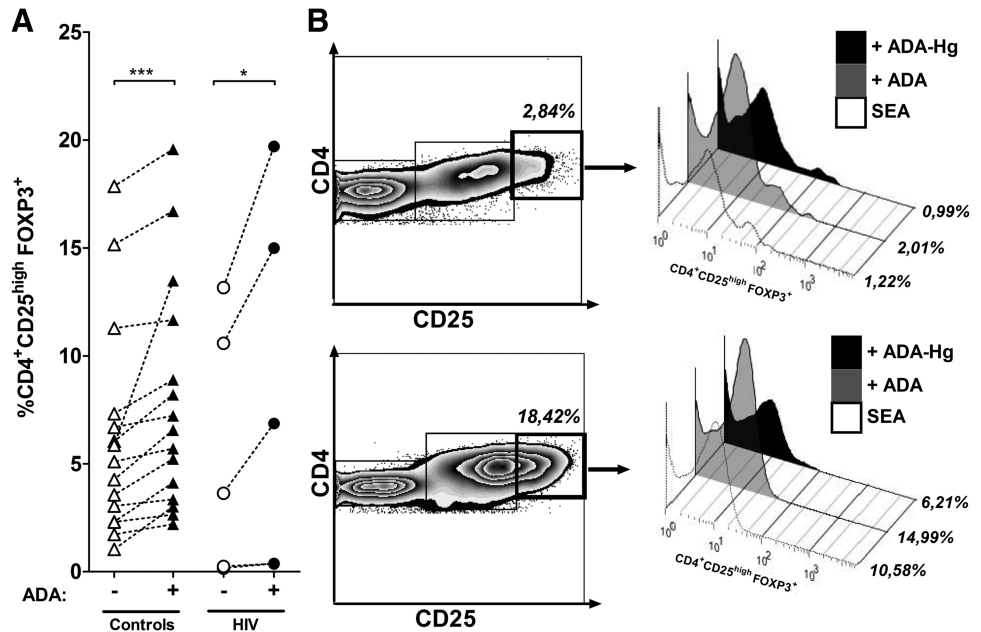 A
%CD4+CD25high FOXP3+
25
20
15
10
5
0
***
*
ADA:
- + - +
Controls HIV
B
CD4
2,84%
CD25
+ ADA-Hg
+ ADA
SEA
0,99%
2,01%
1,22%
10^0 10^1 10^2 10^3
CD4+CD25high FOXP3+
CD4
18,42%
CD25
+ ADA-Hg
+ ADA
SEA
6,21%
14,99%
10,58%
10^0 10^1 10^2 10^3
CD4+CD25high FOXP3+